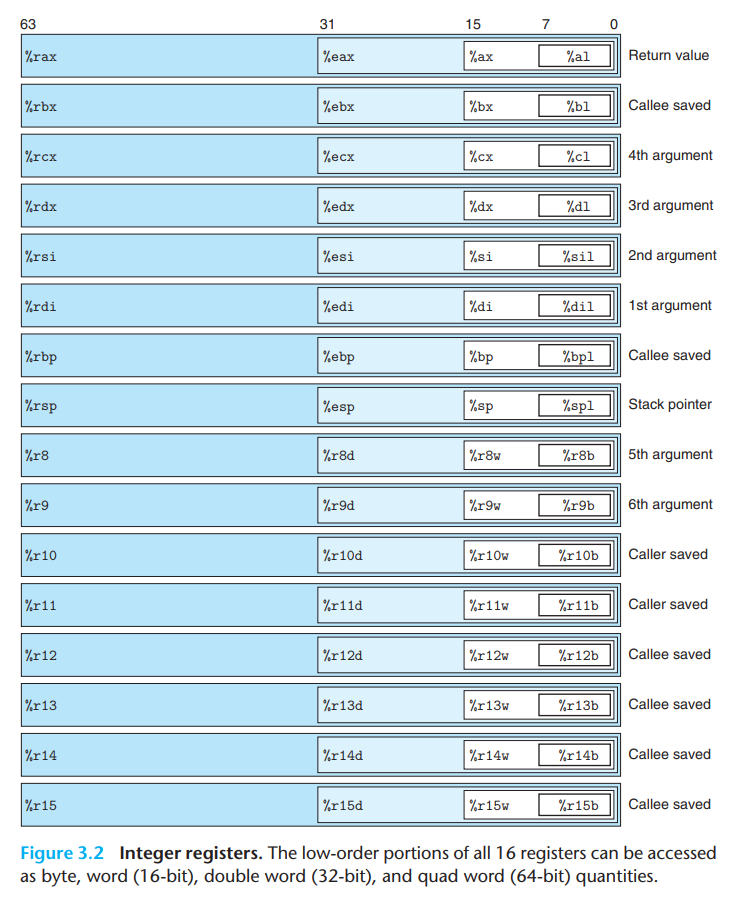 63 31 15 7 0
%rax %eax %ax %al Return value
%rbx %ebx %bx %bl Callee saved
%rcx %ecx %cx %cl 4th argument
%rdx %edx %dx %dl 3rd argument
%rsi %esi %si %sil 2nd argument
%rdi %edi %di %dil 1st argument
%rbp %ebp %bp %bpl Callee saved
%rsp %esp %sp %spl Stack pointer
%r8 %r8d %r8w %r8b 5th argument
%r9 %r9d %r9w %r9b 6th argument
%r10 %r10d %r10w %r10b Caller saved
%r11 %r11d %r11w %r11b Caller saved
%r12 %r12d %r12w %r12b Callee saved
%r13 %r13d %r13w %r13b Callee saved
%r14 %r14d %r14w %r14b Callee saved
%r15 %r15d %r15w %r15b Callee saved
Figure 3.2 Integer registers. The low-order portions of all 16 registers can be accessed
as byte, word (16-bit), double word (32-bit), and quad word (64-bit) quantities.